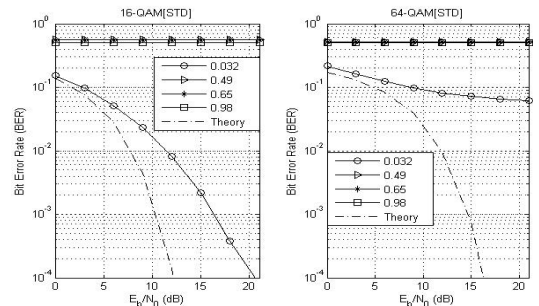 16-QAM[STD]
10^0
10^-1
10^-2
10^-3
10^-4
Bit Error Rate (BER)
0.032
0.49
0.65
0.98
Theory
0 5 10 15 20
E_b/N_0 (dB)
64-QAM[STD]
10^0
10^-1
10^-2
10^-3
10^-4
Bit Error Rate (BER)
0.032
0.49
0.65
0.98
Theory
0 5 10 15 20
E_b/N_0 (dB)